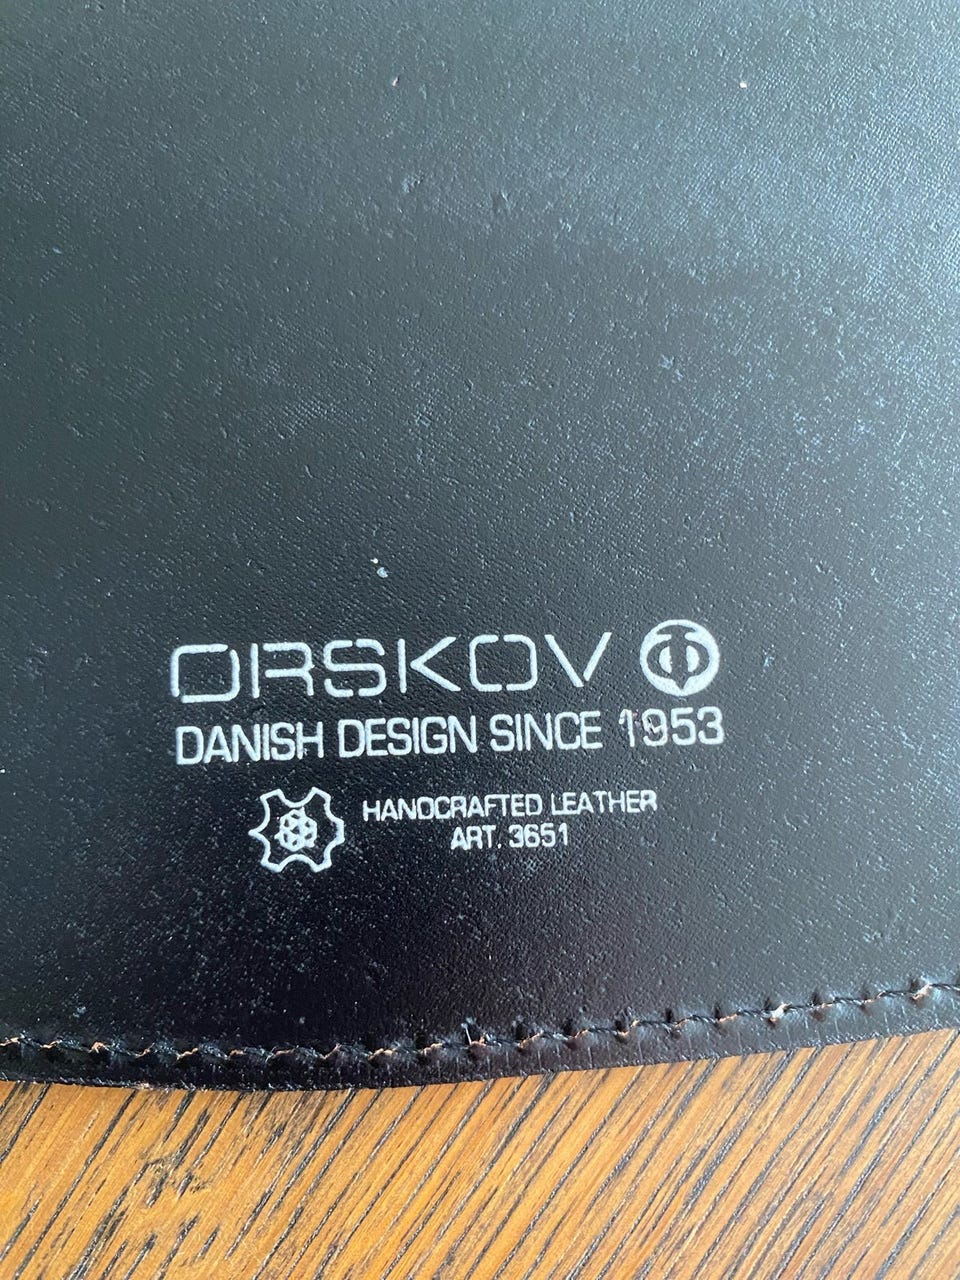 ORSKOV
DANISH DESIGN SINCE 1953
HANDCRAFTED LEATHER
ART. 3651